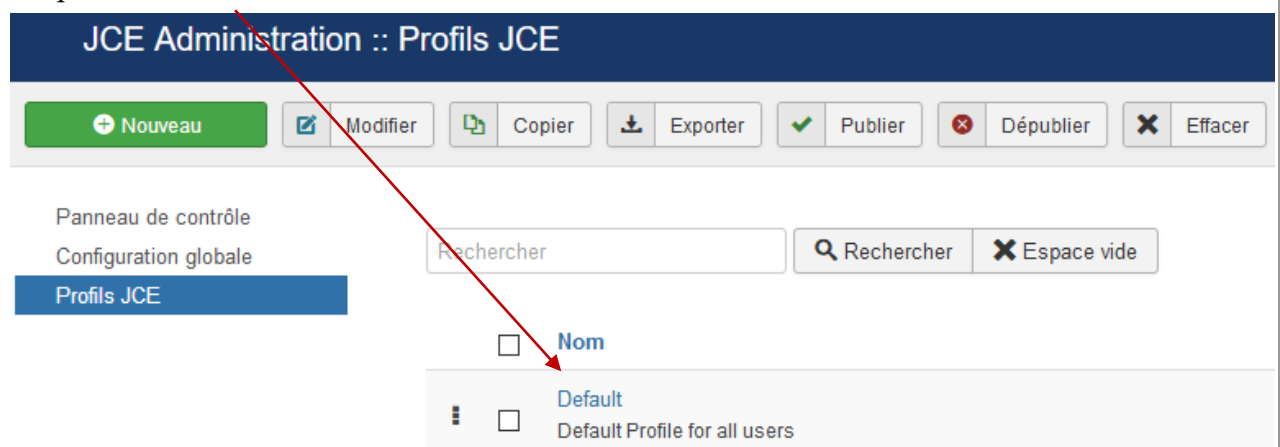 JCE Administration :: Profils JCE
Nouveau Modifier Copier Exporter Publier Dépublier Effacer
Panneau de contrôle
Configuration globale
Profils JCE
Rechercher Rechercher Espace vide
Nom
Default
Default Profile for all users